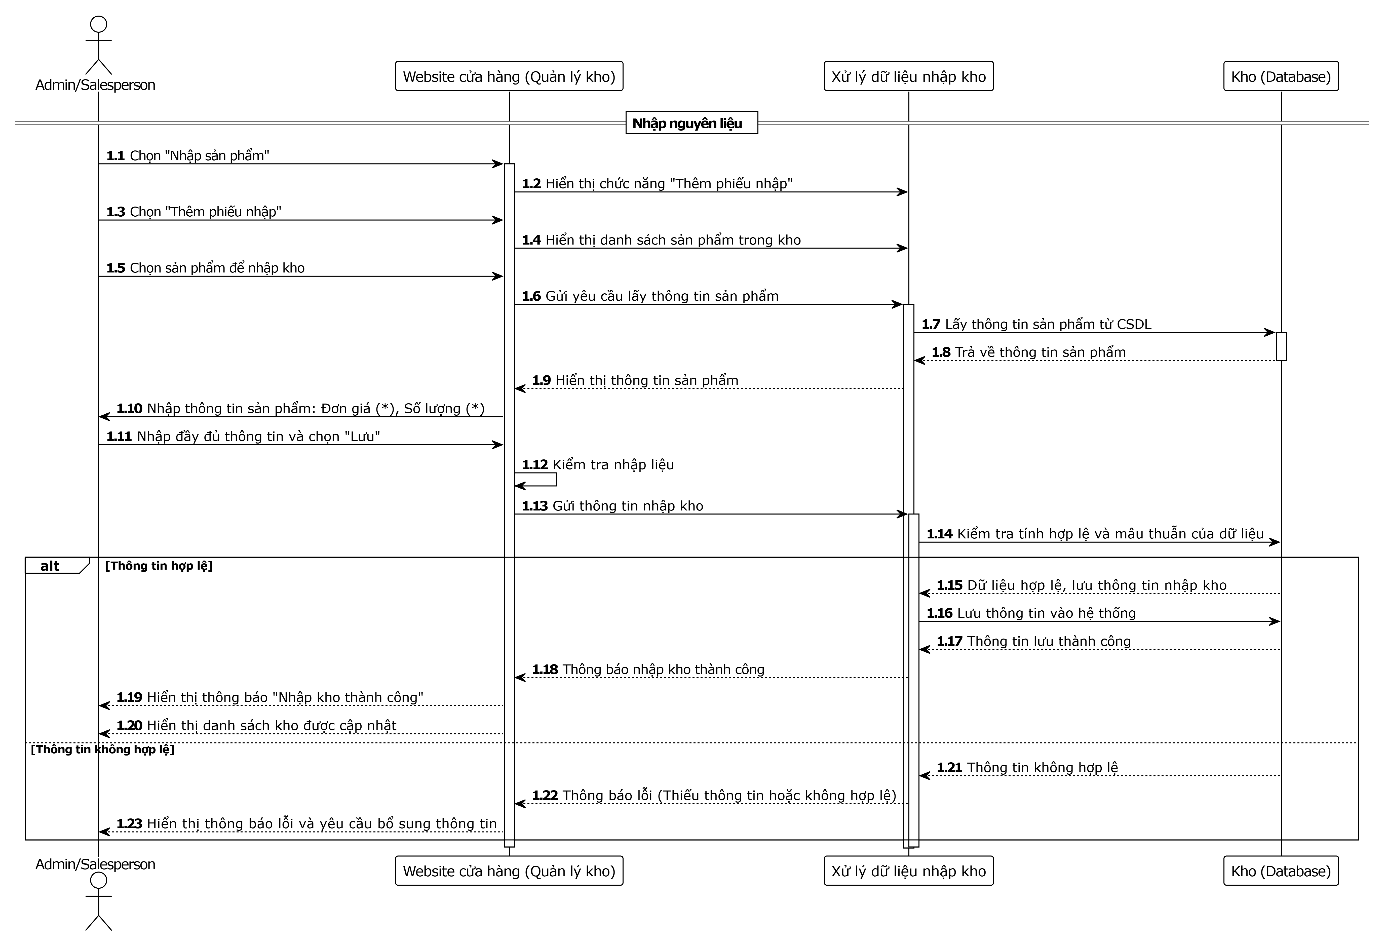 Admin/Salesperson
Website cửa hàng (Quản lý kho)
Xử lý dữ liệu nhập kho
Kho (Database)
Nhập nguyên liệu
1.1 Chọn "Nhập sản phẩm"
1.2 Hiển thị chức năng "Thêm phiếu nhập"
1.3 Chọn "Thêm phiếu nhập"
1.4 Hiển thị danh sách sản phẩm trong kho
1.5 Chọn sản phẩm để nhập kho
1.6 Gửi yêu cầu lấy thông tin sản phẩm
1.7 Lấy thông tin sản phẩm từ CSDL
1.8 Trả về thông tin sản phẩm
1.9 Hiển thị thông tin sản phẩm
1.10 Nhập thông tin sản phẩm: Đơn giá (*), Số lượng (*)
1.11 Nhập đầy đủ thông tin và chọn "Lưu"
1.12 Kiểm tra nhập liệu
1.13 Gửi thông tin nhập kho
1.14 Kiểm tra tính hợp lệ và mâu thuẫn của dữ liệu
alt [Thông tin hợp lệ]
1.15 Dữ liệu hợp lệ, lưu thông tin nhập kho
1.16 Lưu thông tin vào hệ thống
1.17 Thông tin lưu thành công
1.18 Thông báo nhập kho thành công
1.19 Hiển thị thông báo "Nhập kho thành công"
1.20 Hiển thị danh sách kho được cập nhật
[Thông tin không hợp lệ]
1.21 Thông tin không hợp lệ
1.22 Thông báo lỗi (Thiếu thông tin hoặc không hợp lệ)
1.23 Hiển thị thông báo lỗi và yêu cầu bổ sung thông tin
Admin/Salesperson
Website cửa hàng (Quản lý kho)
Xử lý dữ liệu nhập kho
Kho (Database)